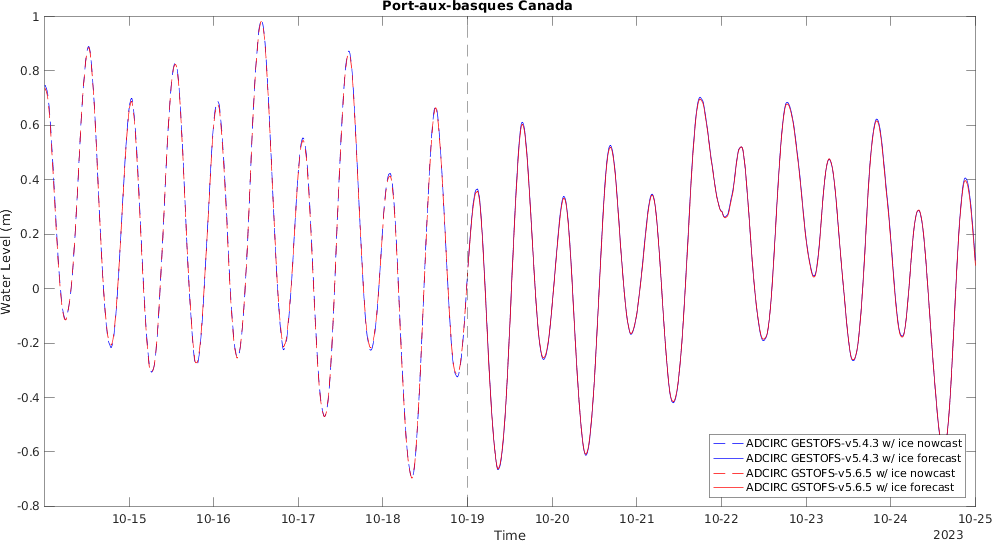 Port-aux-basques Canada
1
0.8
0.6
0.4
0.2
0
-0.2
-0.4
-0.6
-0.8
Water Level (m)
10-15 10-16 10-17 10-18 10-19 10-20 10-21 10-22 10-23 10-24 10-25
Time
2023
ADCIRC GESTOFS-v5.4.3 w/ ice nowcast
ADCIRC GESTOFS-v5.4.3 w/ ice forecast
ADCIRC GSTOFS-v5.6.5 w/ ice nowcast
ADCIRC GSTOFS-v5.6.5 w/ ice forecast